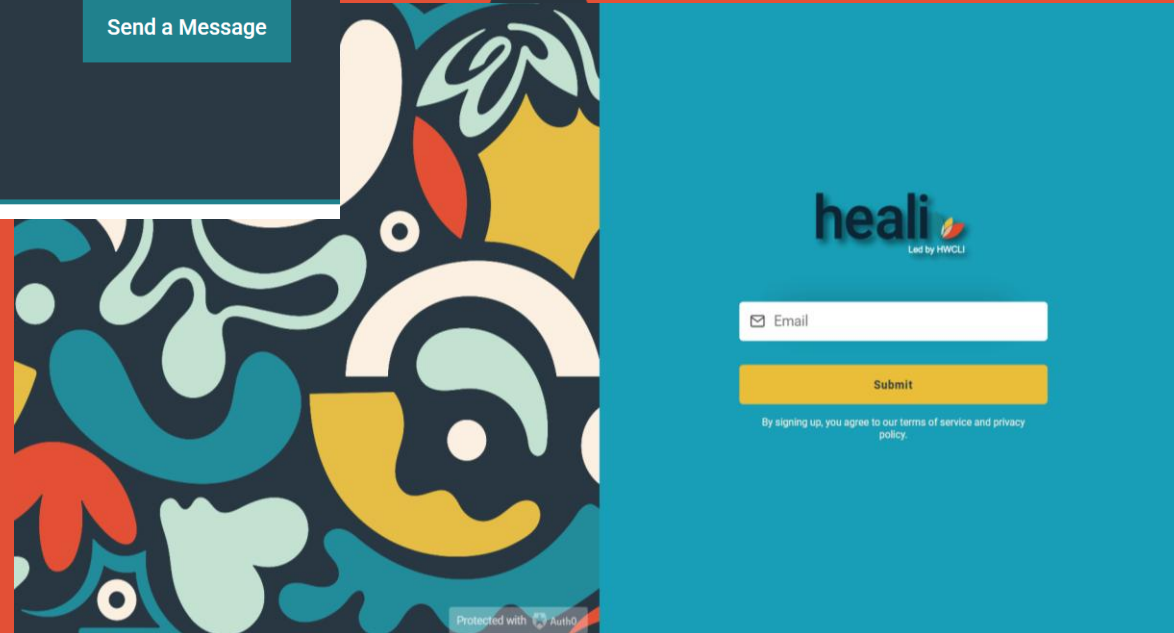 Send a Message
heali
Led by HWCLI
Email
Submit
By signing up, you agree to our terms of service and privacy
policy.
Protected with Auth0